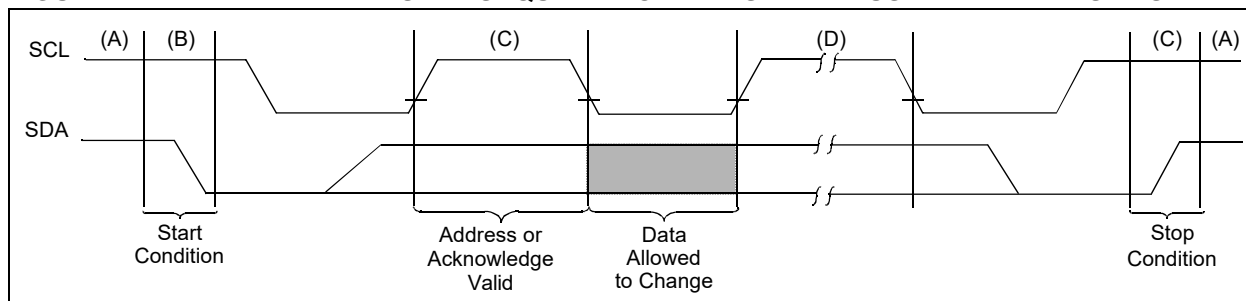 (A) (B) (C) (D) (C) (A)
SCL
SDA
Start
Condition
Address or
Acknowledge
Valid
Data
Allowed
to Change
Stop
Condition